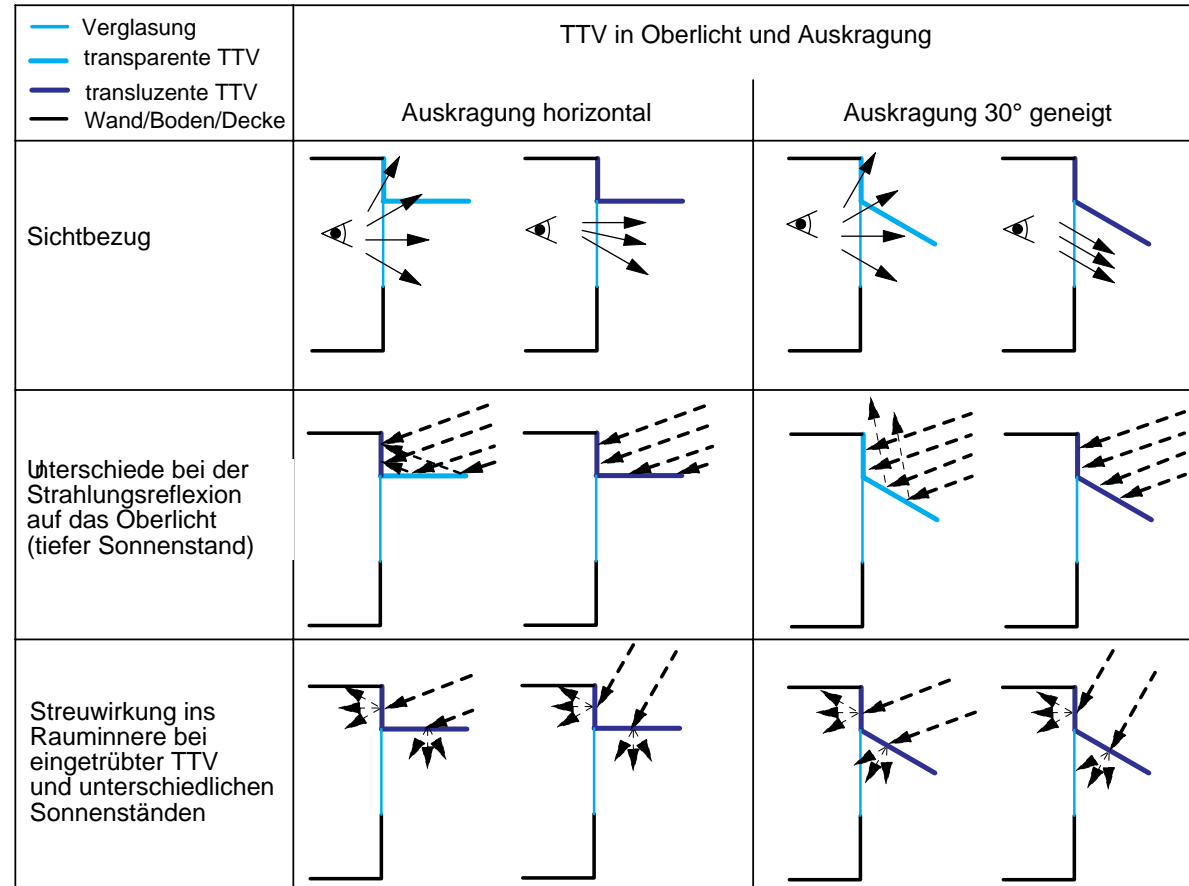 Verglasung
transparente TTV
transluzente TTV
Wand/Boden/Decke
TTV in Oberlicht und Auskragung
Auskragung horizontal
Auskragung 30° geneigt
Sichtbezug
Unterschiede bei der
Strahlungsreflexion
auf das Oberlicht
(tiefer Sonnenstand)
Streuwirkung ins
Rauminnere bei
eingetrübter TTV
und unterschiedlichen
Sonnenständen